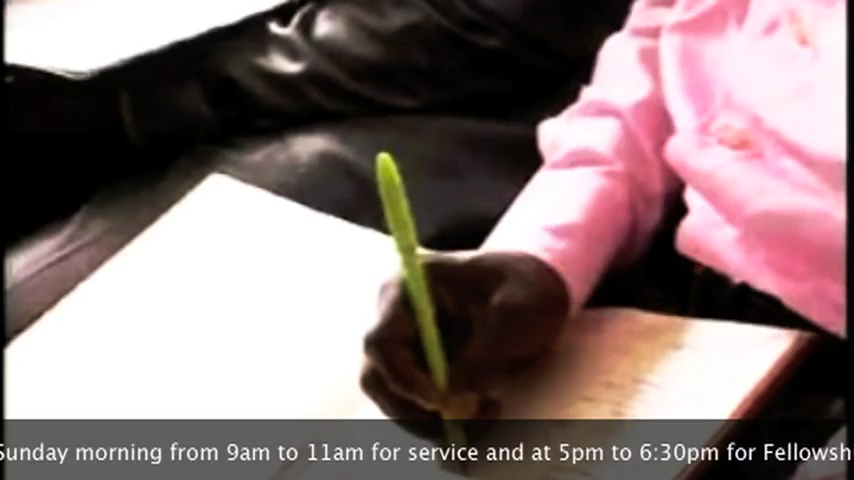 Sunday morning from 9am to 11am for service and at 5pm to 6:30pm for Fellowsh